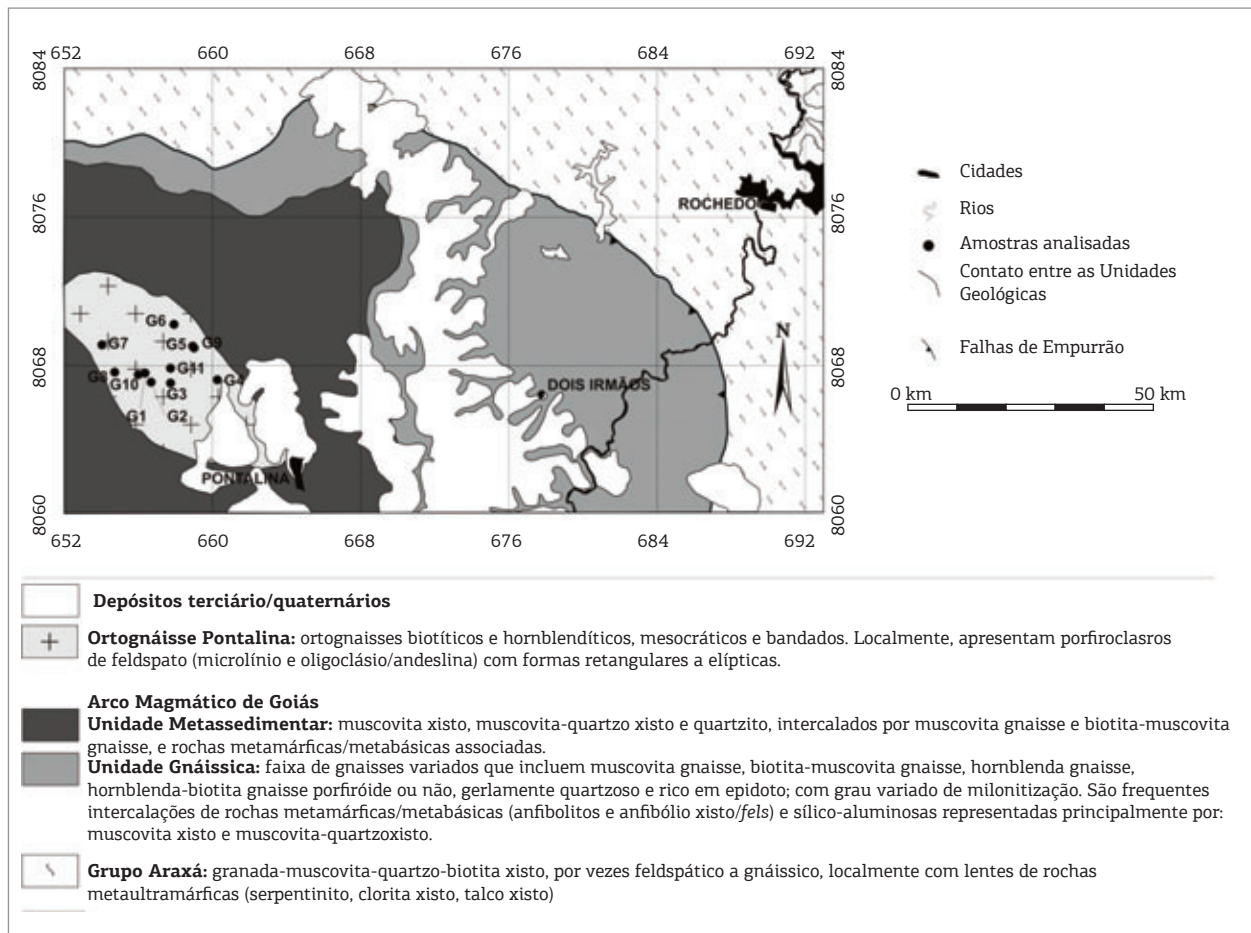 652 660 668 676 684 692
8084 8084
8076 8076
8068 8068
8060 8060
ROCHEDO
G6
G7 G5 G9
G8 G11
G10 G4
G3
G1 G2
DOIS IRMÃOS
PONTALINA
N
652 660 668 676 684 692
Cidades
Rios
Amostras analisadas
Contato entre as Unidades
Geológicas
Falhas de Empurrão
0 km 50 km
Depósitos terciário/quaternários
Ortognáisse Pontalina: ortognaisses biotíticos e hornblendíticos, mesocráticos e bandados. Localmente, apresentam porfiroclasros
de feldspato (microlínio e oligoclásio/andeslina) com formas retangulares a elípticas.
Arco Magmático de Goiás
Unidade Metassedimentar: muscovita xisto, muscovita-quartzo xisto e quartzito, intercalados por muscovita gnaisse e biotita-muscovita
gnaisse, e rochas metamárficas/metabásicas associadas.
Unidade Gnáissica: faixa de gnaisses variados que incluem muscovita gnaisse, biotita-muscovita gnaisse, hornblenda gnaisse,
hornblenda-biotita gnaisse porfiróide ou não, gerlamente quartzoso e rico em epidoto; com grau variado de milonitização. São frequentes
intercalações de rochas metamárficas/metabásicas (anfibolitos e anfibólio xisto/fels) e sílico-aluminosas representadas principalmente por:
muscovita xisto e muscovita-quartzoxisto.
Grupo Araxá: granada-muscovita-quartzo-biotita xisto, por vezes feldspático a gnáissico, localmente com lentes de rochas
metaultramárficas (serpentinito, clorita xisto, talco xisto)